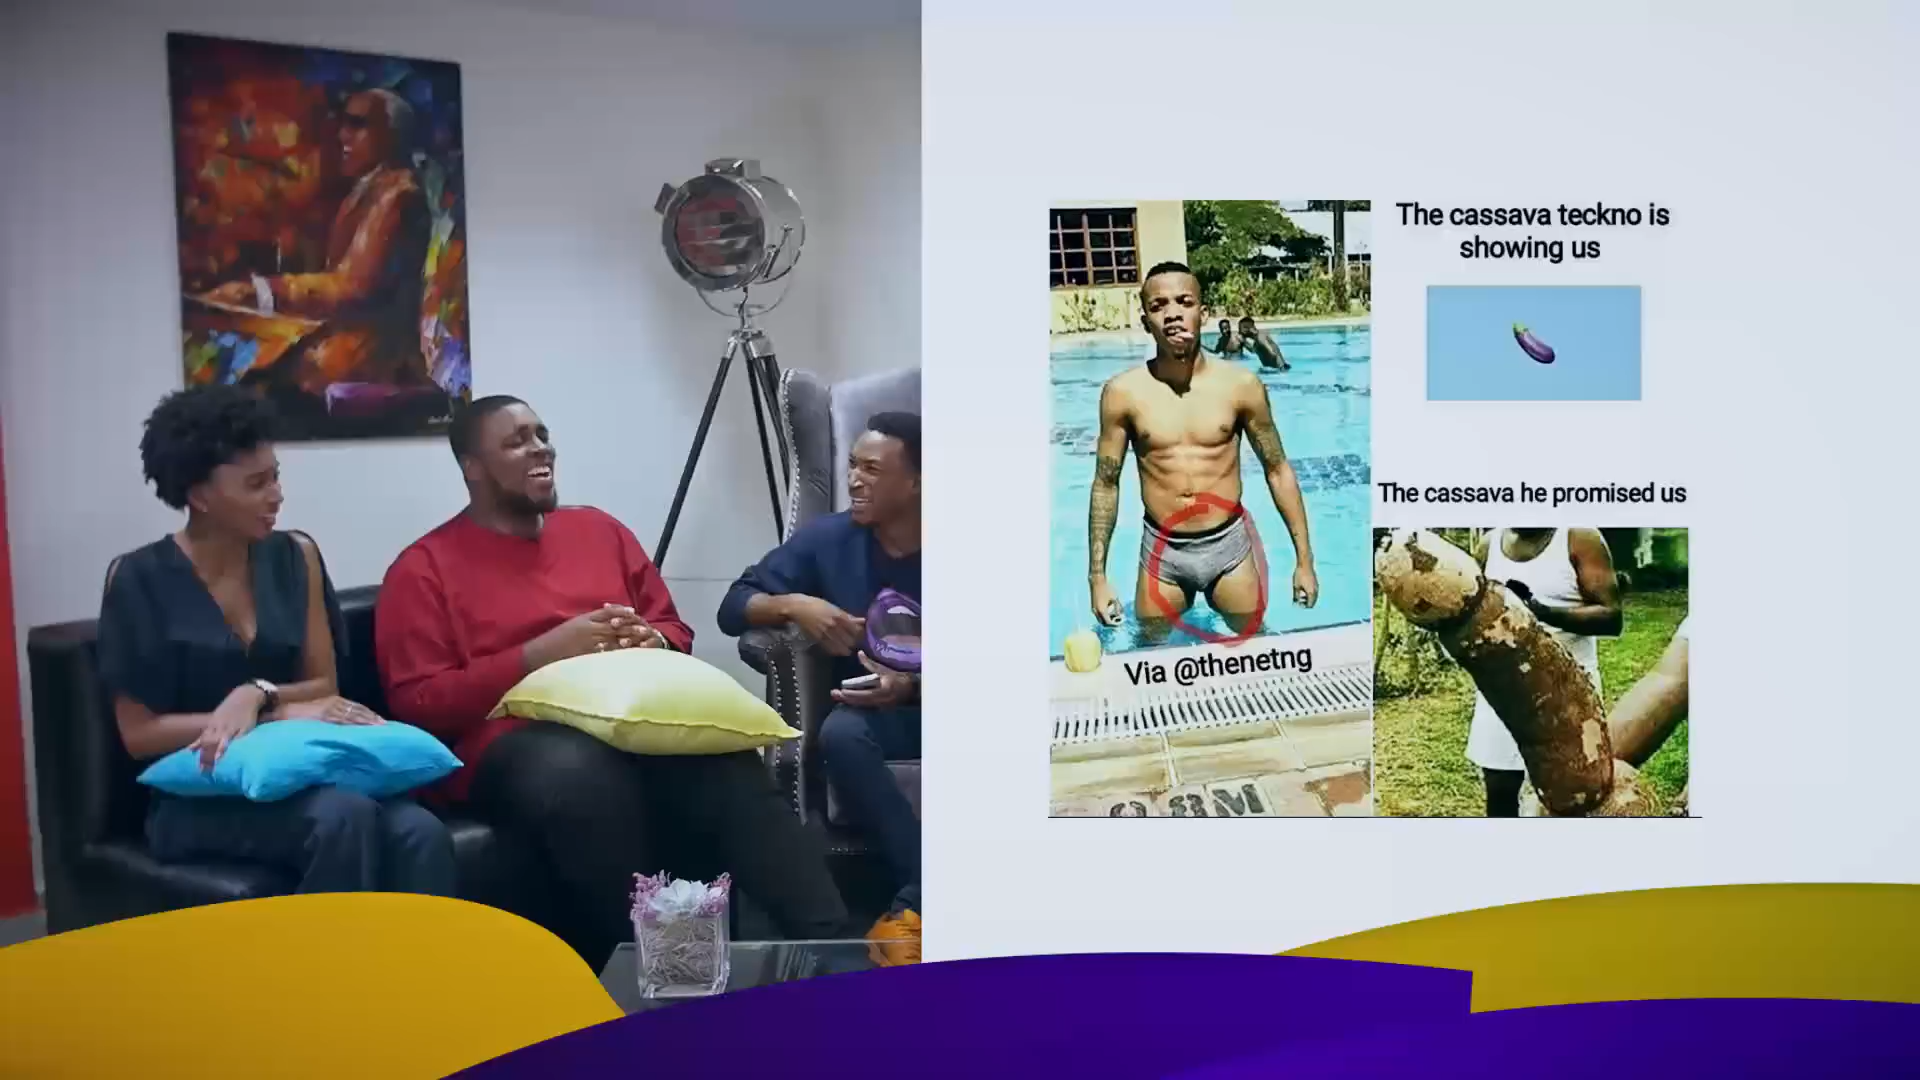 The cassava teckno is
showing us
The cassava he promised us
Via @thenetng